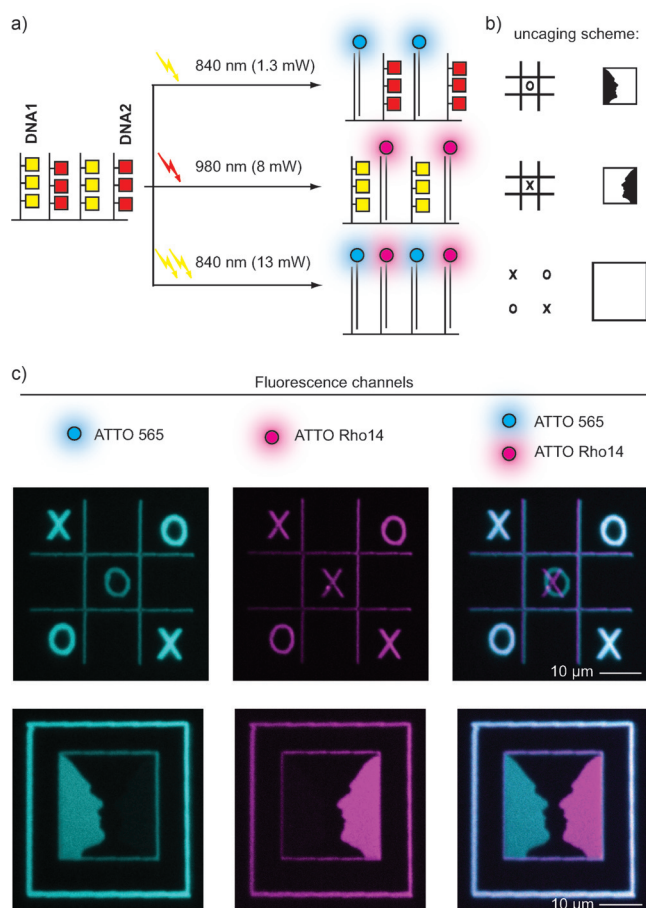 a)
b)
uncaging scheme:
DNA1
DNA2
840 nm (1.3 mW)
980 nm (8 mW)
840 nm (13 mW)
O
X
X O
O X
c)
Fluorescence channels
ATTO 565
ATTO Rho14
ATTO 565
ATTO Rho14
X O
O
O X
X O
X
O X
X O
O X
10 µm
10 µm